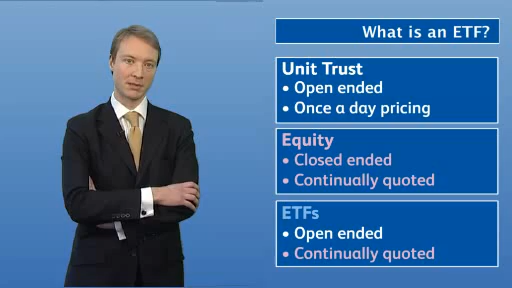 What is an ETF?
Unit Trust
• Open ended
• Once a day pricing
Equity
• Closed ended
• Continually quoted
ETFs
• Open ended
• Continually quoted